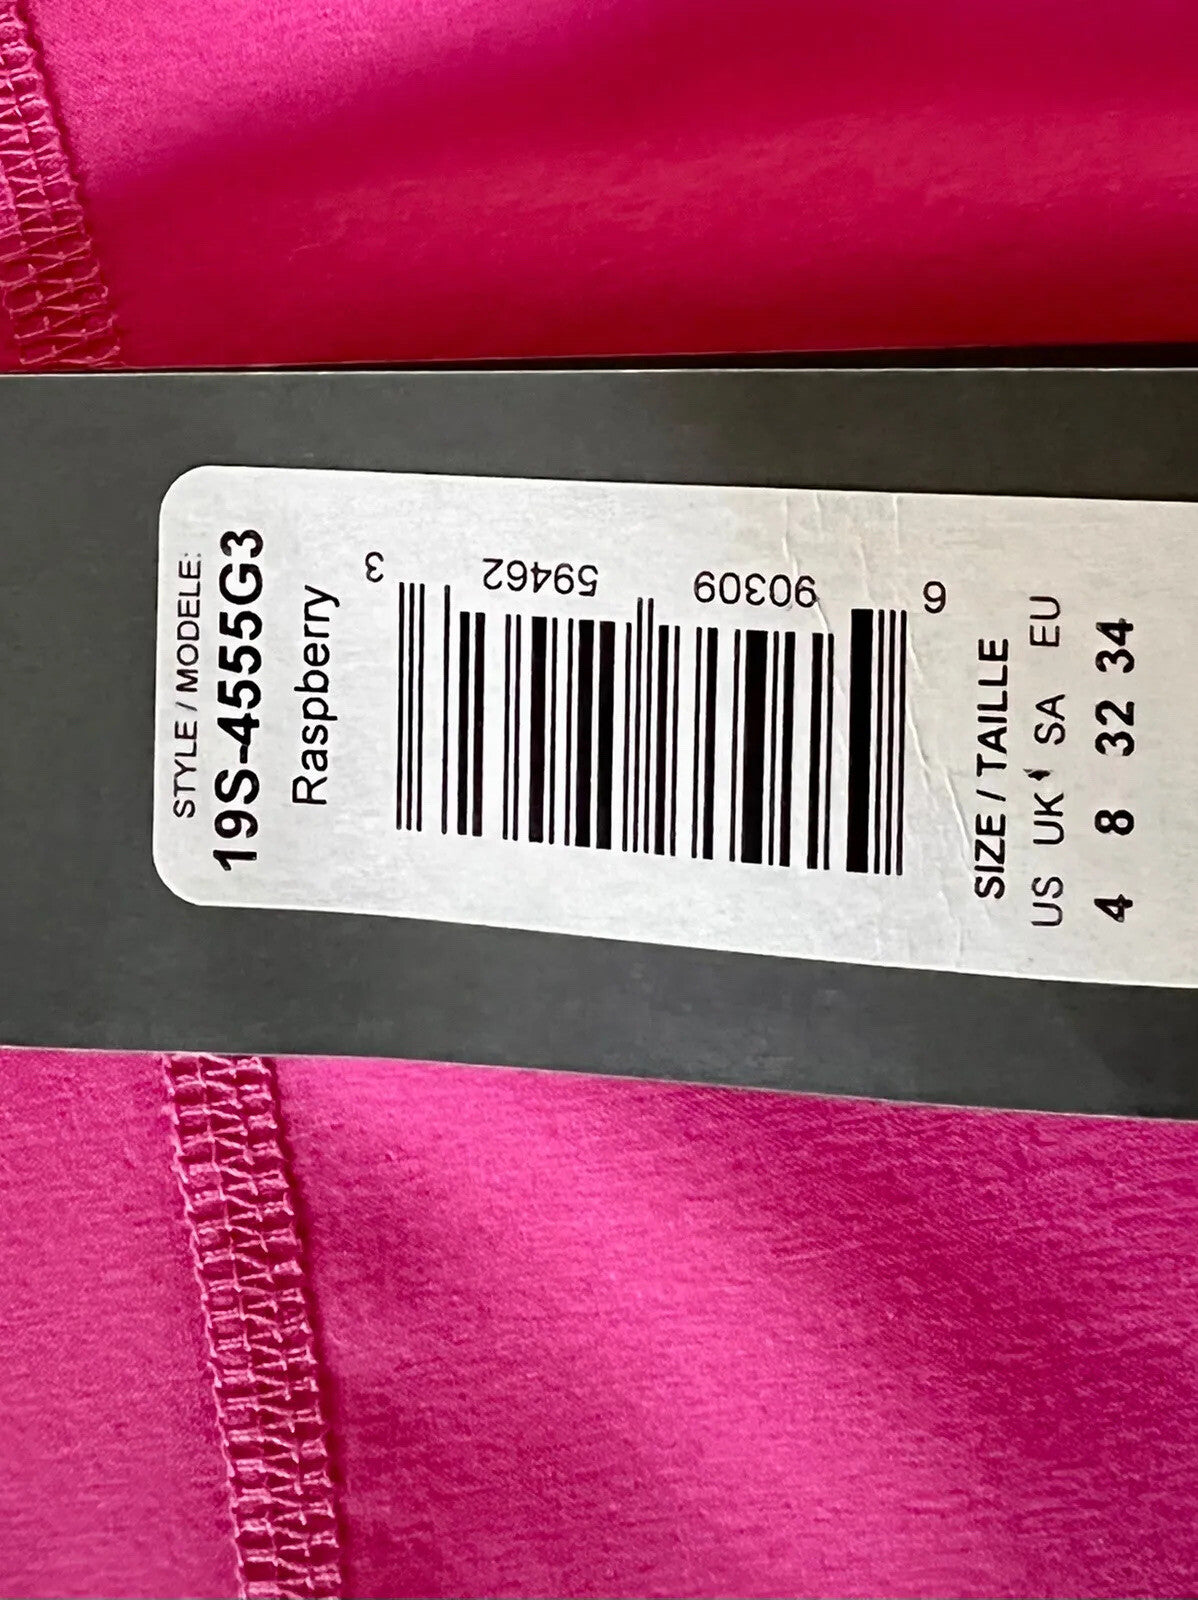 STYLE / MODELE:
19S-4555G3
Raspberry
6 90309 59462 3
SIZE / TAILLE
US UK SA EU
4 8 32 34